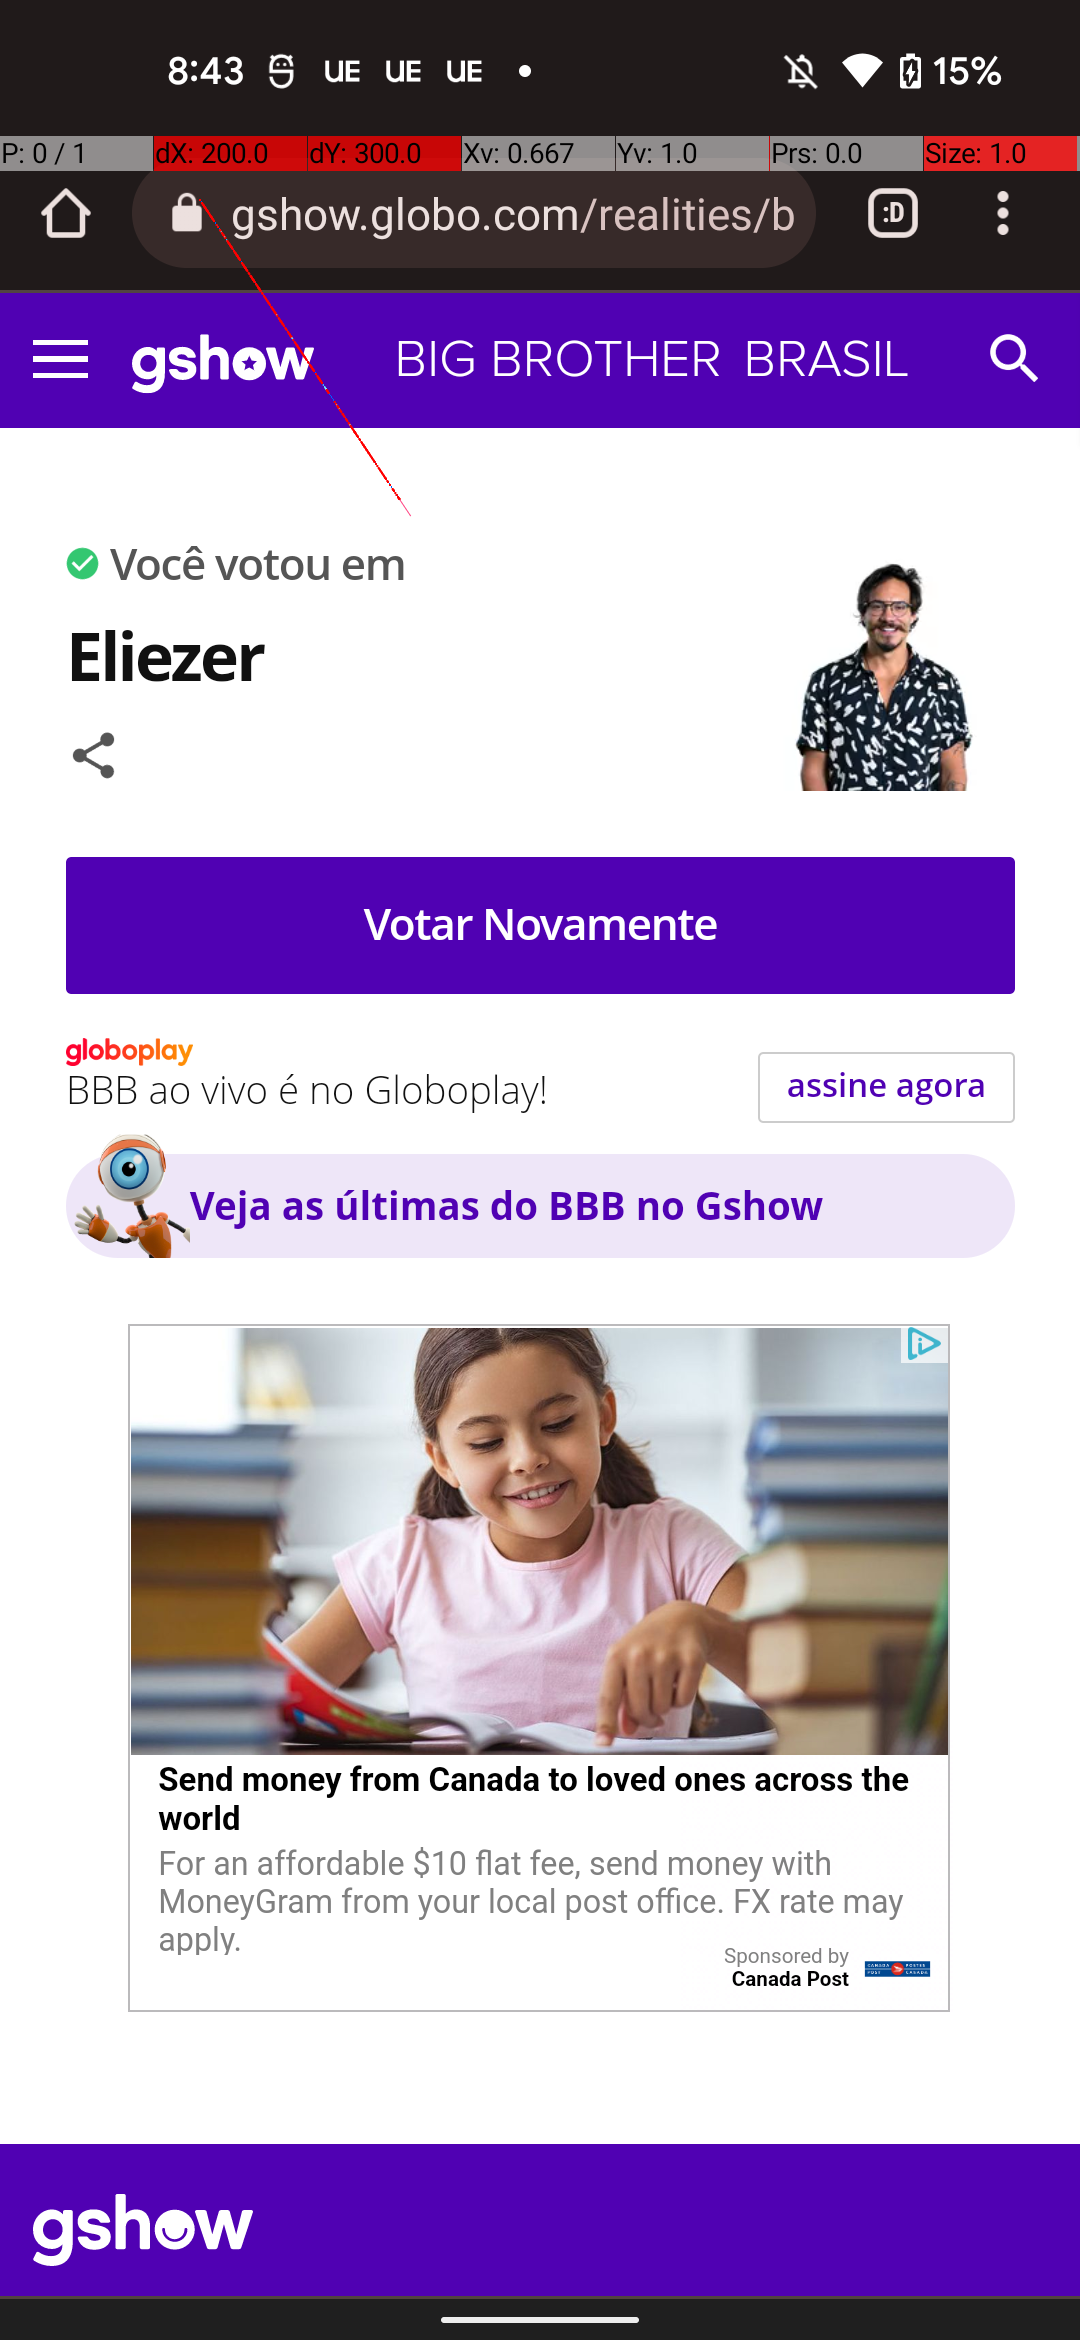 8:43 UE UE UE 15%
P: 0 / 1 dX: 200.0 dY: 300.0 Xv: 0.667 Yv: 1.0 Prs: 0.0 Size: 1.0
gshow.globo.com/realities/b :D
gshow BIG BROTHER BRASIL
Você votou em
Eliezer
Votar Novamente
globoplay
BBB ao vivo é no Globoplay!
assine agora
Veja as últimas do BBB no Gshow
Send money from Canada to loved ones across the
world
For an affordable $10 flat fee, send money with
MoneyGram from your local post office. FX rate may
apply.
Sponsored by
Canada Post
gshow